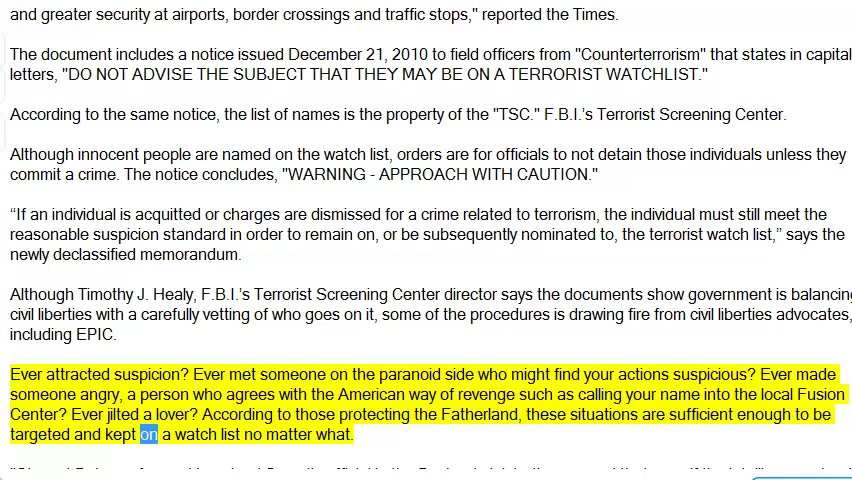 and greater security at airports, border crossings and traffic stops," reported the Times.
The document includes a notice issued December 21, 2010 to field officers from "Counterterrorism" that states in capital
letters, "DO NOT ADVISE THE SUBJECT THAT THEY MAY BE ON A TERRORIST WATCHLIST."
According to the same notice, the list of names is the property of the "TSC." F.B.I.’s Terrorist Screening Center.
Although innocent people are named on the watch list, orders are for officials to not detain those individuals unless they
commit a crime. The notice concludes, "WARNING - APPROACH WITH CAUTION."
“If an individual is acquitted or charges are dismissed for a crime related to terrorism, the individual must still meet the
reasonable suspicion standard in order to remain on, or be subsequently nominated to, the terrorist watch list,” says the
newly declassified memorandum.
Although Timothy J. Healy, F.B.I.’s Terrorist Screening Center director says the documents show government is balancing
civil liberties with a carefully vetting of who goes on it, some of the procedures is drawing fire from civil liberties advocates,
including EPIC.
Ever attracted suspicion? Ever met someone on the paranoid side who might find your actions suspicious? Ever made
someone angry, a person who agrees with the American way of revenge such as calling your name into the local Fusion
Center? Ever jilted a lover? According to those protecting the Fatherland, these situations are sufficient enough to be
targeted and kept on a watch list no matter what.